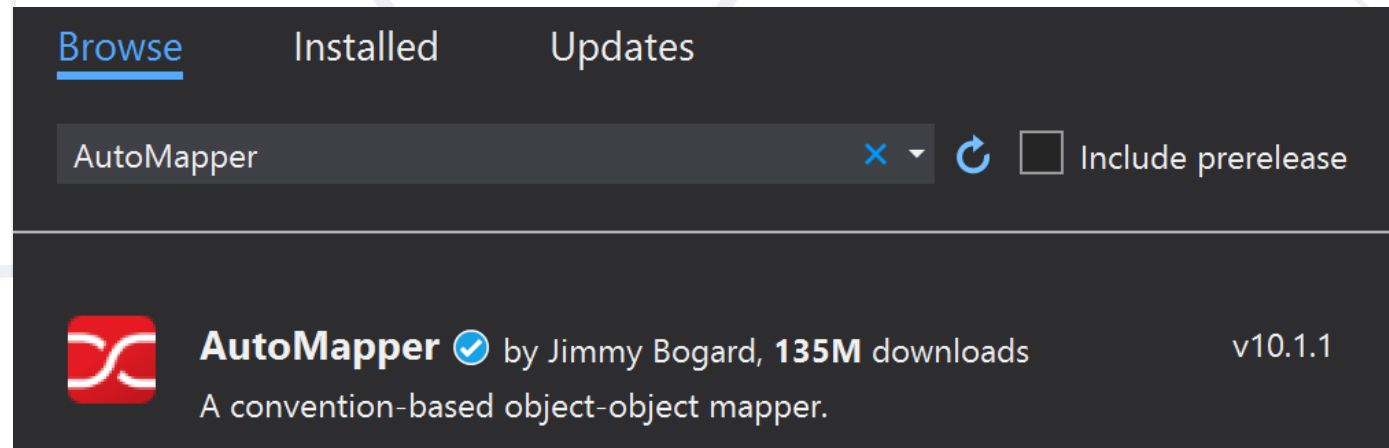 Browse Installed Updates
AutoMapper Include prerelease
AutoMapper by Jimmy Bogard, 135M downloads v10.1.1
A convention-based object-object mapper.